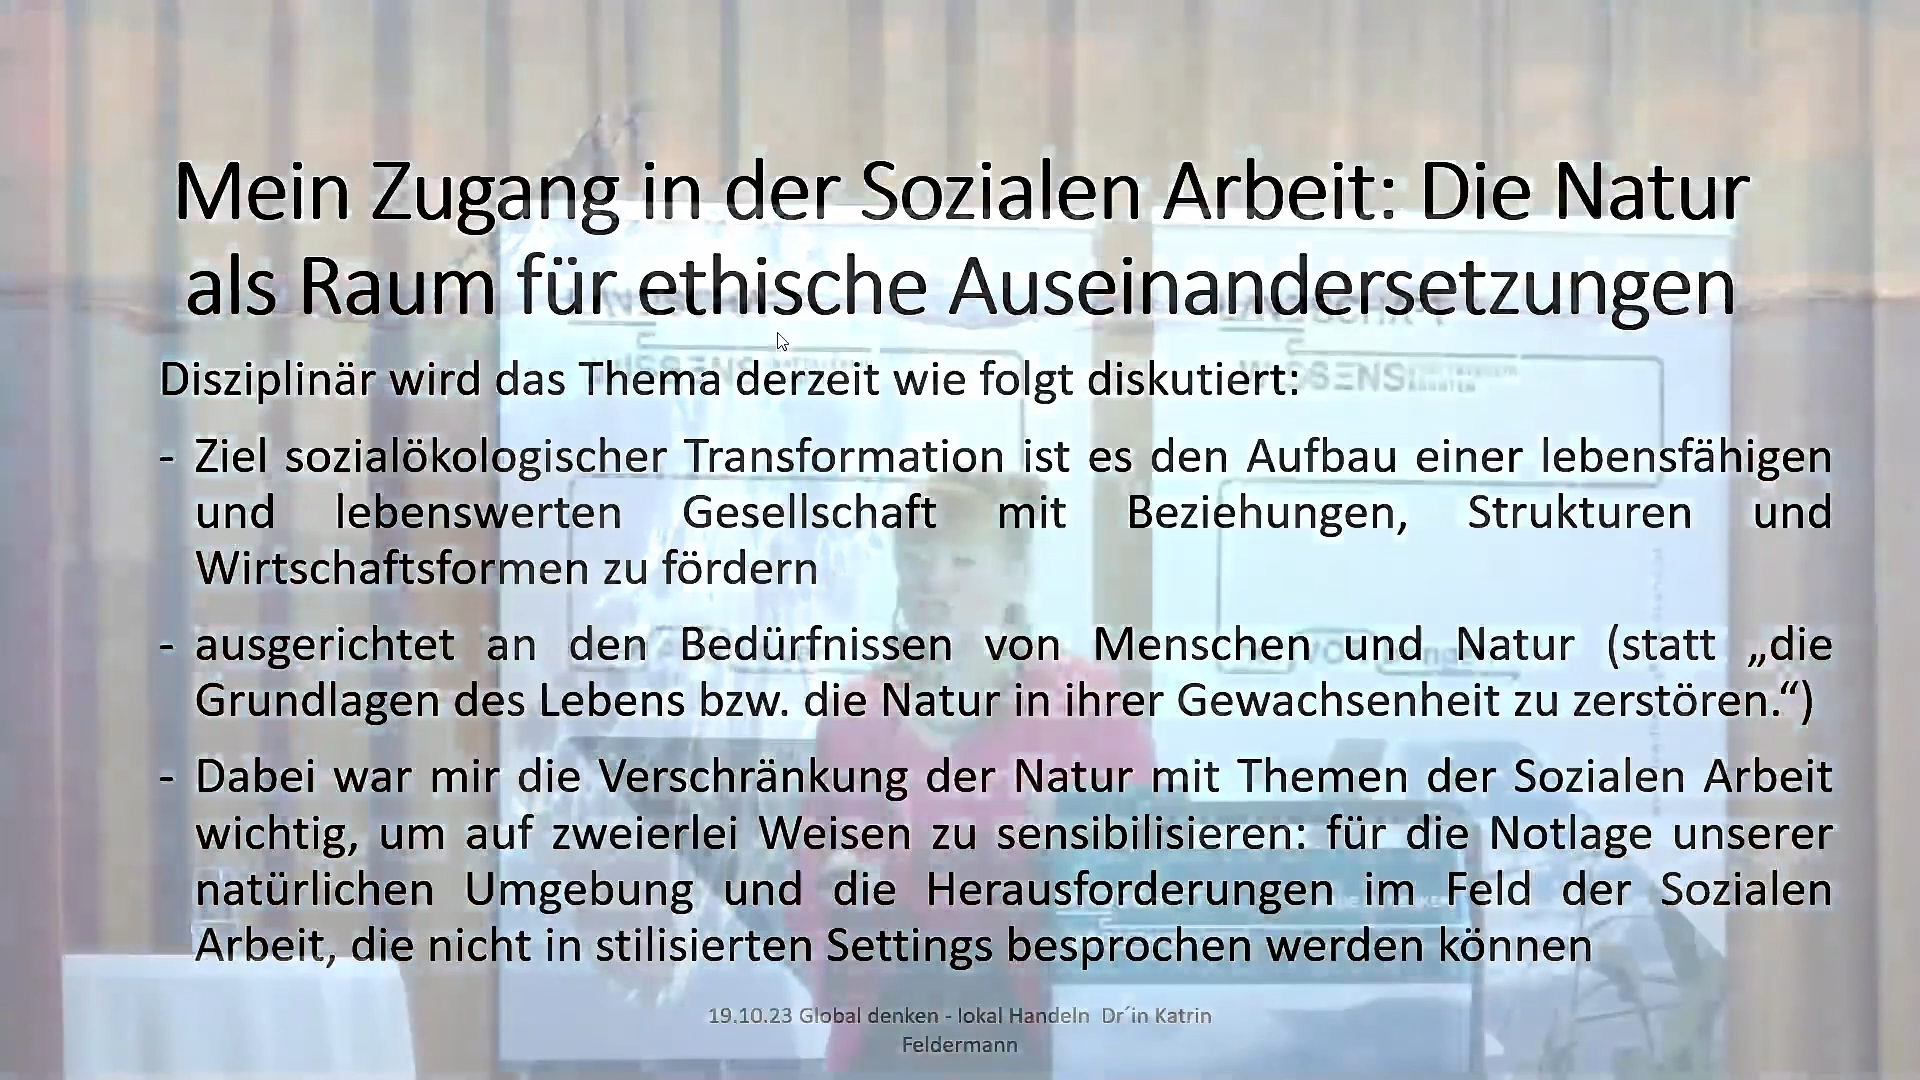 Mein Zugang in der Sozialen Arbeit: Die Natur
als Raum für ethische Auseinandersetzungen
Disziplinär wird das Thema derzeit wie folgt diskutiert:
- Ziel sozialökologischer Transformation ist es den Aufbau einer lebensfähigen
und lebenswerten Gesellschaft mit Beziehungen, Strukturen und
Wirtschaftsformen zu fördern
- ausgerichtet an den Bedürfnissen von Menschen und Natur (statt „die
Grundlagen des Lebens bzw. die Natur in ihrer Gewachsenheit zu zerstören.“)
- Dabei war mir die Verschränkung der Natur mit Themen der Sozialen Arbeit
wichtig, um auf zweierlei Weisen zu sensibilisieren: für die Notlage unserer
natürlichen Umgebung und die Herausforderungen im Feld der Sozialen
Arbeit, die nicht in stilisierten Settings besprochen werden können
19.10.23 Global denken - lokal Handeln Dr´in Katrin
Feldermann